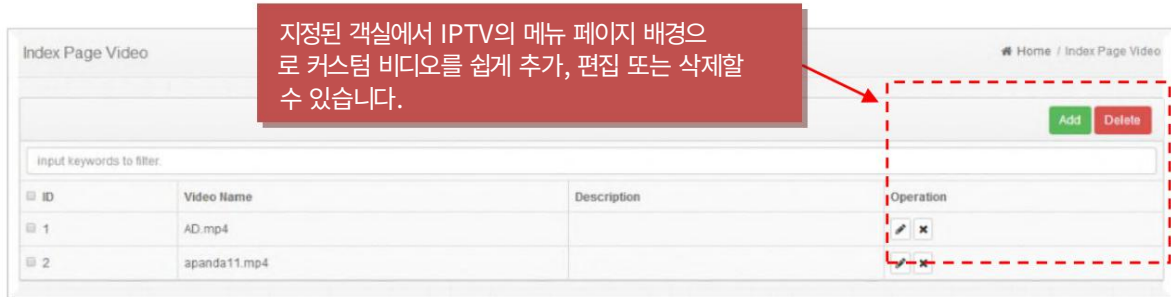 지정된 객실에서 IPTV의 메뉴 페이지 배경으
로 커스텀 비디오를 쉽게 추가, 편집 또는 삭제할
수 있습니다.
Index Page Video
Home / Index Page Video
Add Delete
input keywords to filter.
ID Video Name Description Operation
1 AD.mp4
2 apanda11.mp4